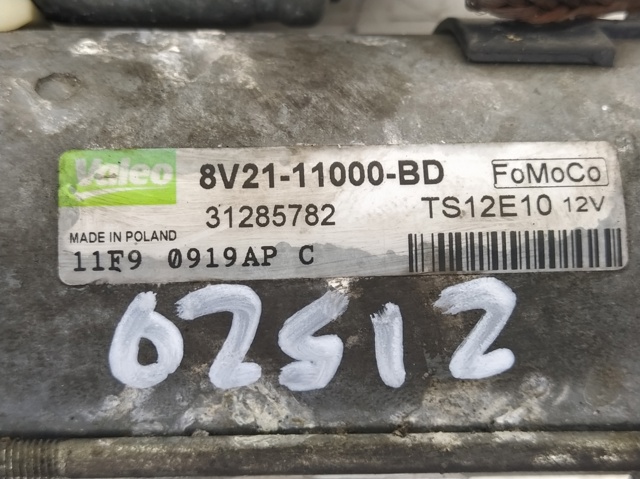 Valeo 8V21-11000-BD FoMoCo
31285782 TS12E10 12V
MADE IN POLAND
11F9 0919AP C
02512